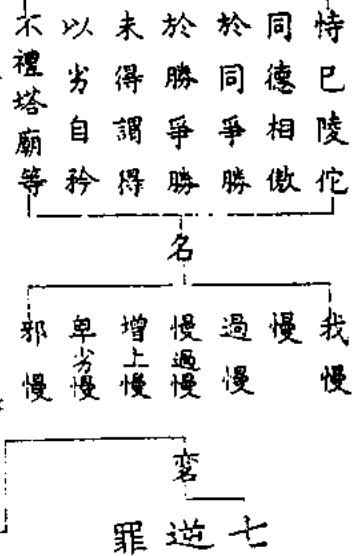 恃巳陵佗
同德相傲
於同爭勝
於勝爭勝
未得謂得
以劣自矜
不禮塔廟等
名
我慢
慢
過慢
慢過慢
增上慢
卑劣慢
邪慢
変
七逆罪